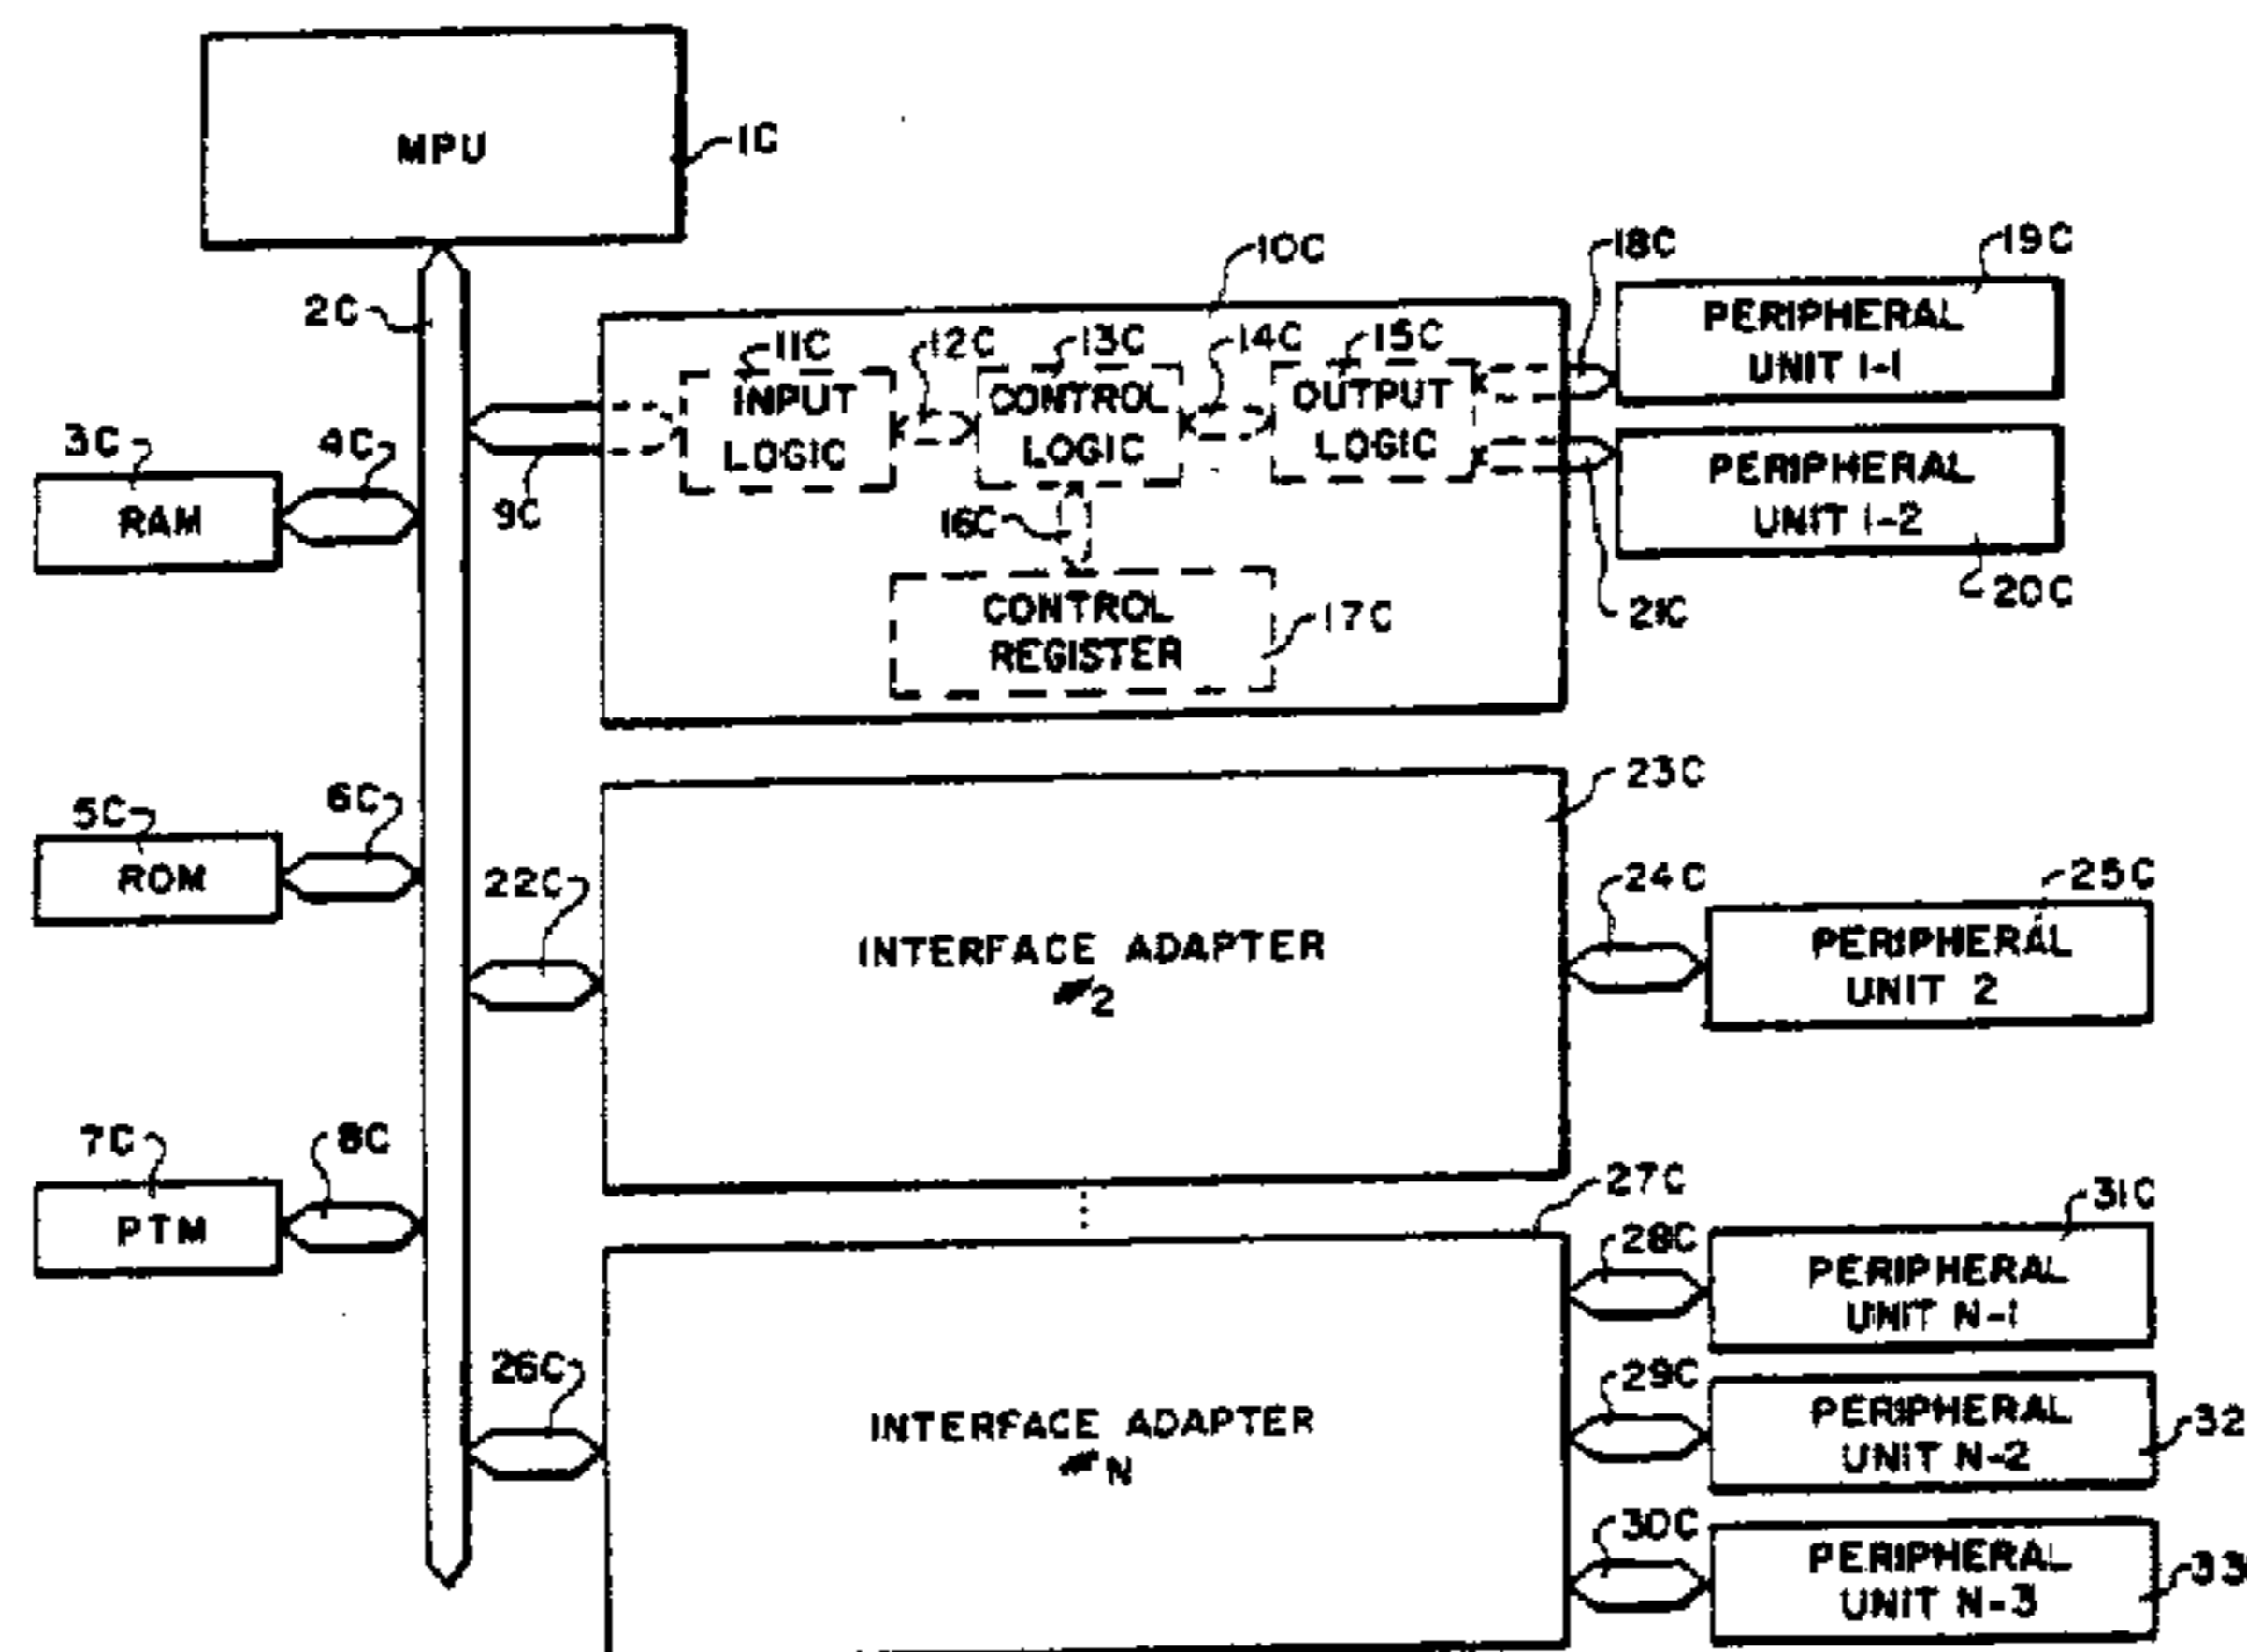 MPU
1C
2C
10C
18C
19C
PERIPHERAL
UNIT 1-1
11C
12C
13C
14C
15C
INPUT
LOGIC
CONTROL
LOGIC
OUTPUT
LOGIC
3C
4C
RAM
9C
16C
PERIPHERAL
UNIT 1-2
20C
21C
CONTROL
REGISTER
17C
5C
6C
ROM
22C
23C
INTERFACE ADAPTER
#2
24C
25C
PERIPHERAL
UNIT 2
7C
8C
PTM
26C
27C
INTERFACE ADAPTER
#N
28C
31C
PERIPHERAL
UNIT N-1
29C
PERIPHERAL
UNIT N-2
32
30C
PERIPHERAL
UNIT N-3
33